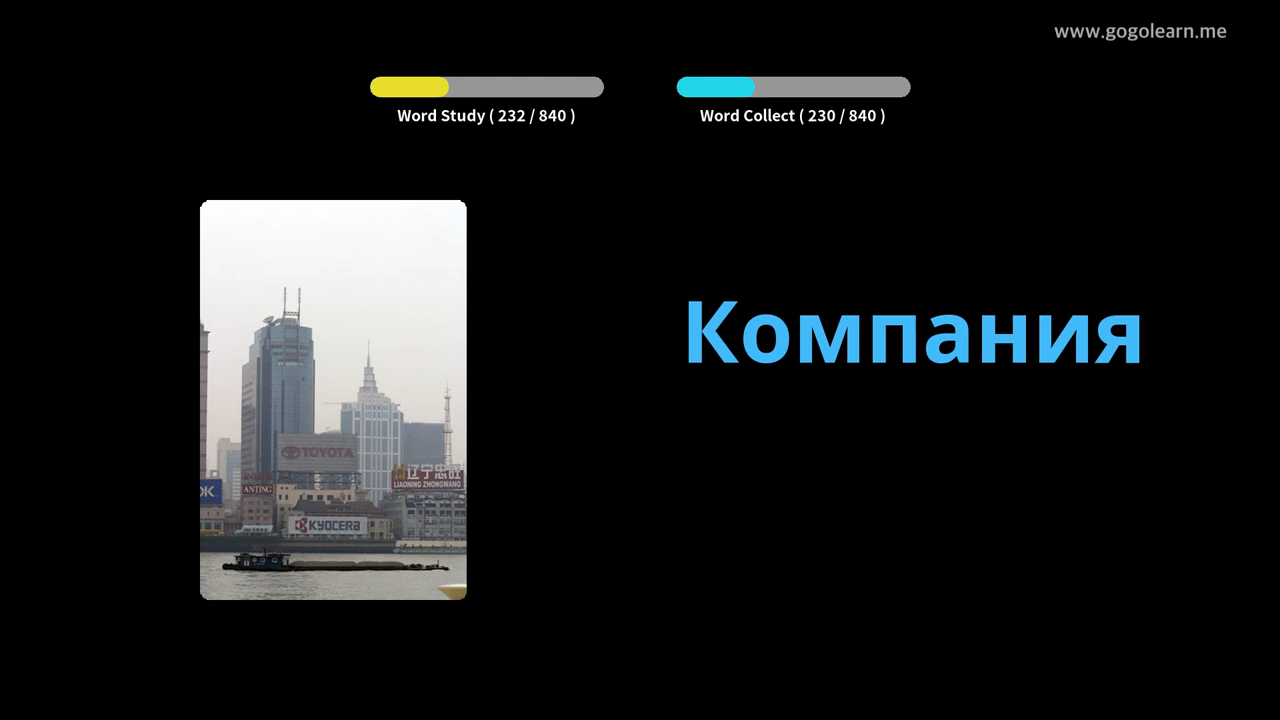 www.gogolearn.me
Word Study ( 232 / 840 )
Word Collect ( 230 / 840 )
Компания
TOYOTA
辽宁忠旺
LIAONING ZHONGWANG
ANTING
KYOCERA